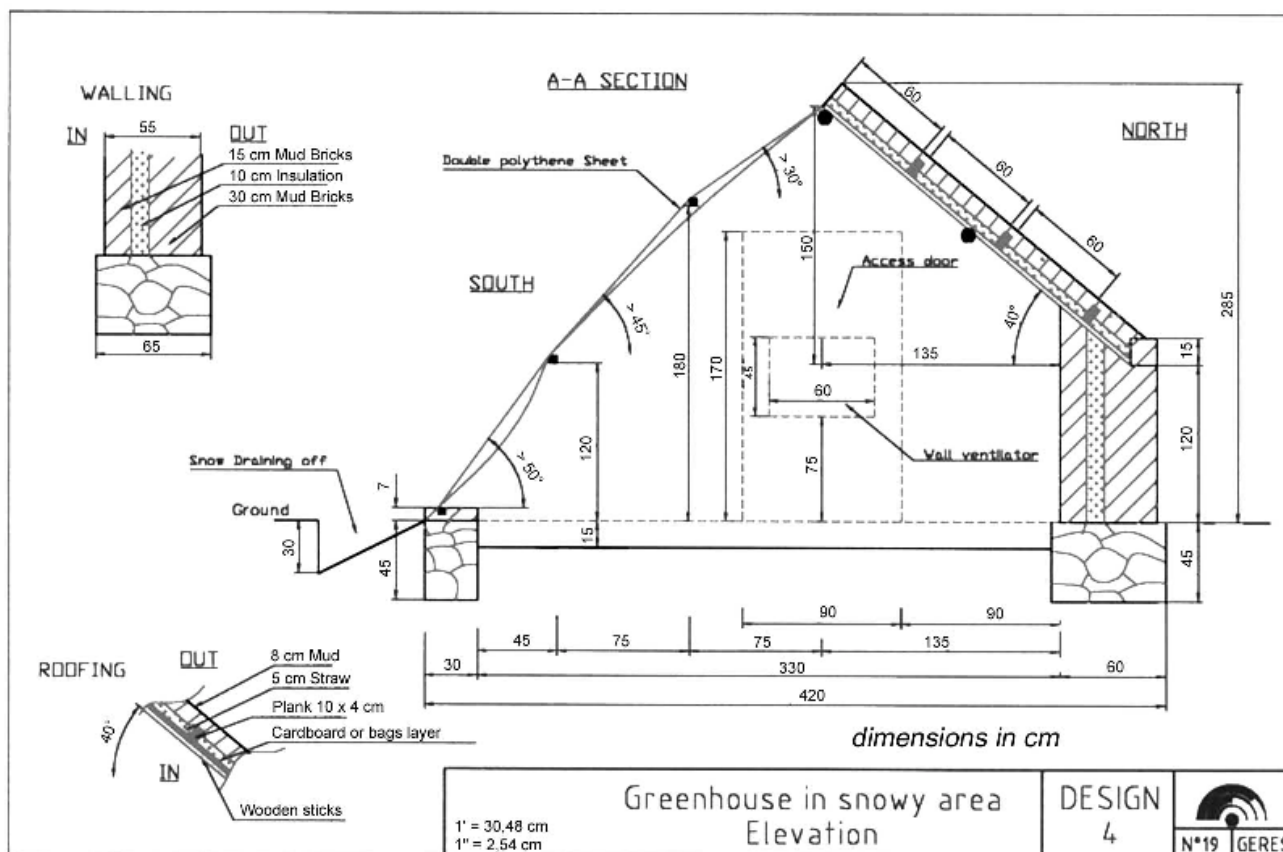 A-A SECTION
WALLING
IN
OUT
55
15 cm Mud Bricks
10 cm Insulation
30 cm Mud Bricks
65
NORTH
SOUTH
60
60
60
Double polythene Sheet
> 30°
> 45°
> 50°
40°
Access door
Wall ventilator
150
135
180
170
45
60
75
120
15
285
15
120
45
Snow Draining off
Ground
7
30
45
90
90
45
75
75
135
30
330
60
420
dimensions in cm
ROOFING
OUT
8 cm Mud
5 cm Straw
Plank 10 x 4 cm
Cardboard or bags layer
40°
IN
Wooden sticks
1' = 30,48 cm
1" = 2,54 cm
Greenhouse in snowy area
Elevation
DESIGN
4
N°19
GERES